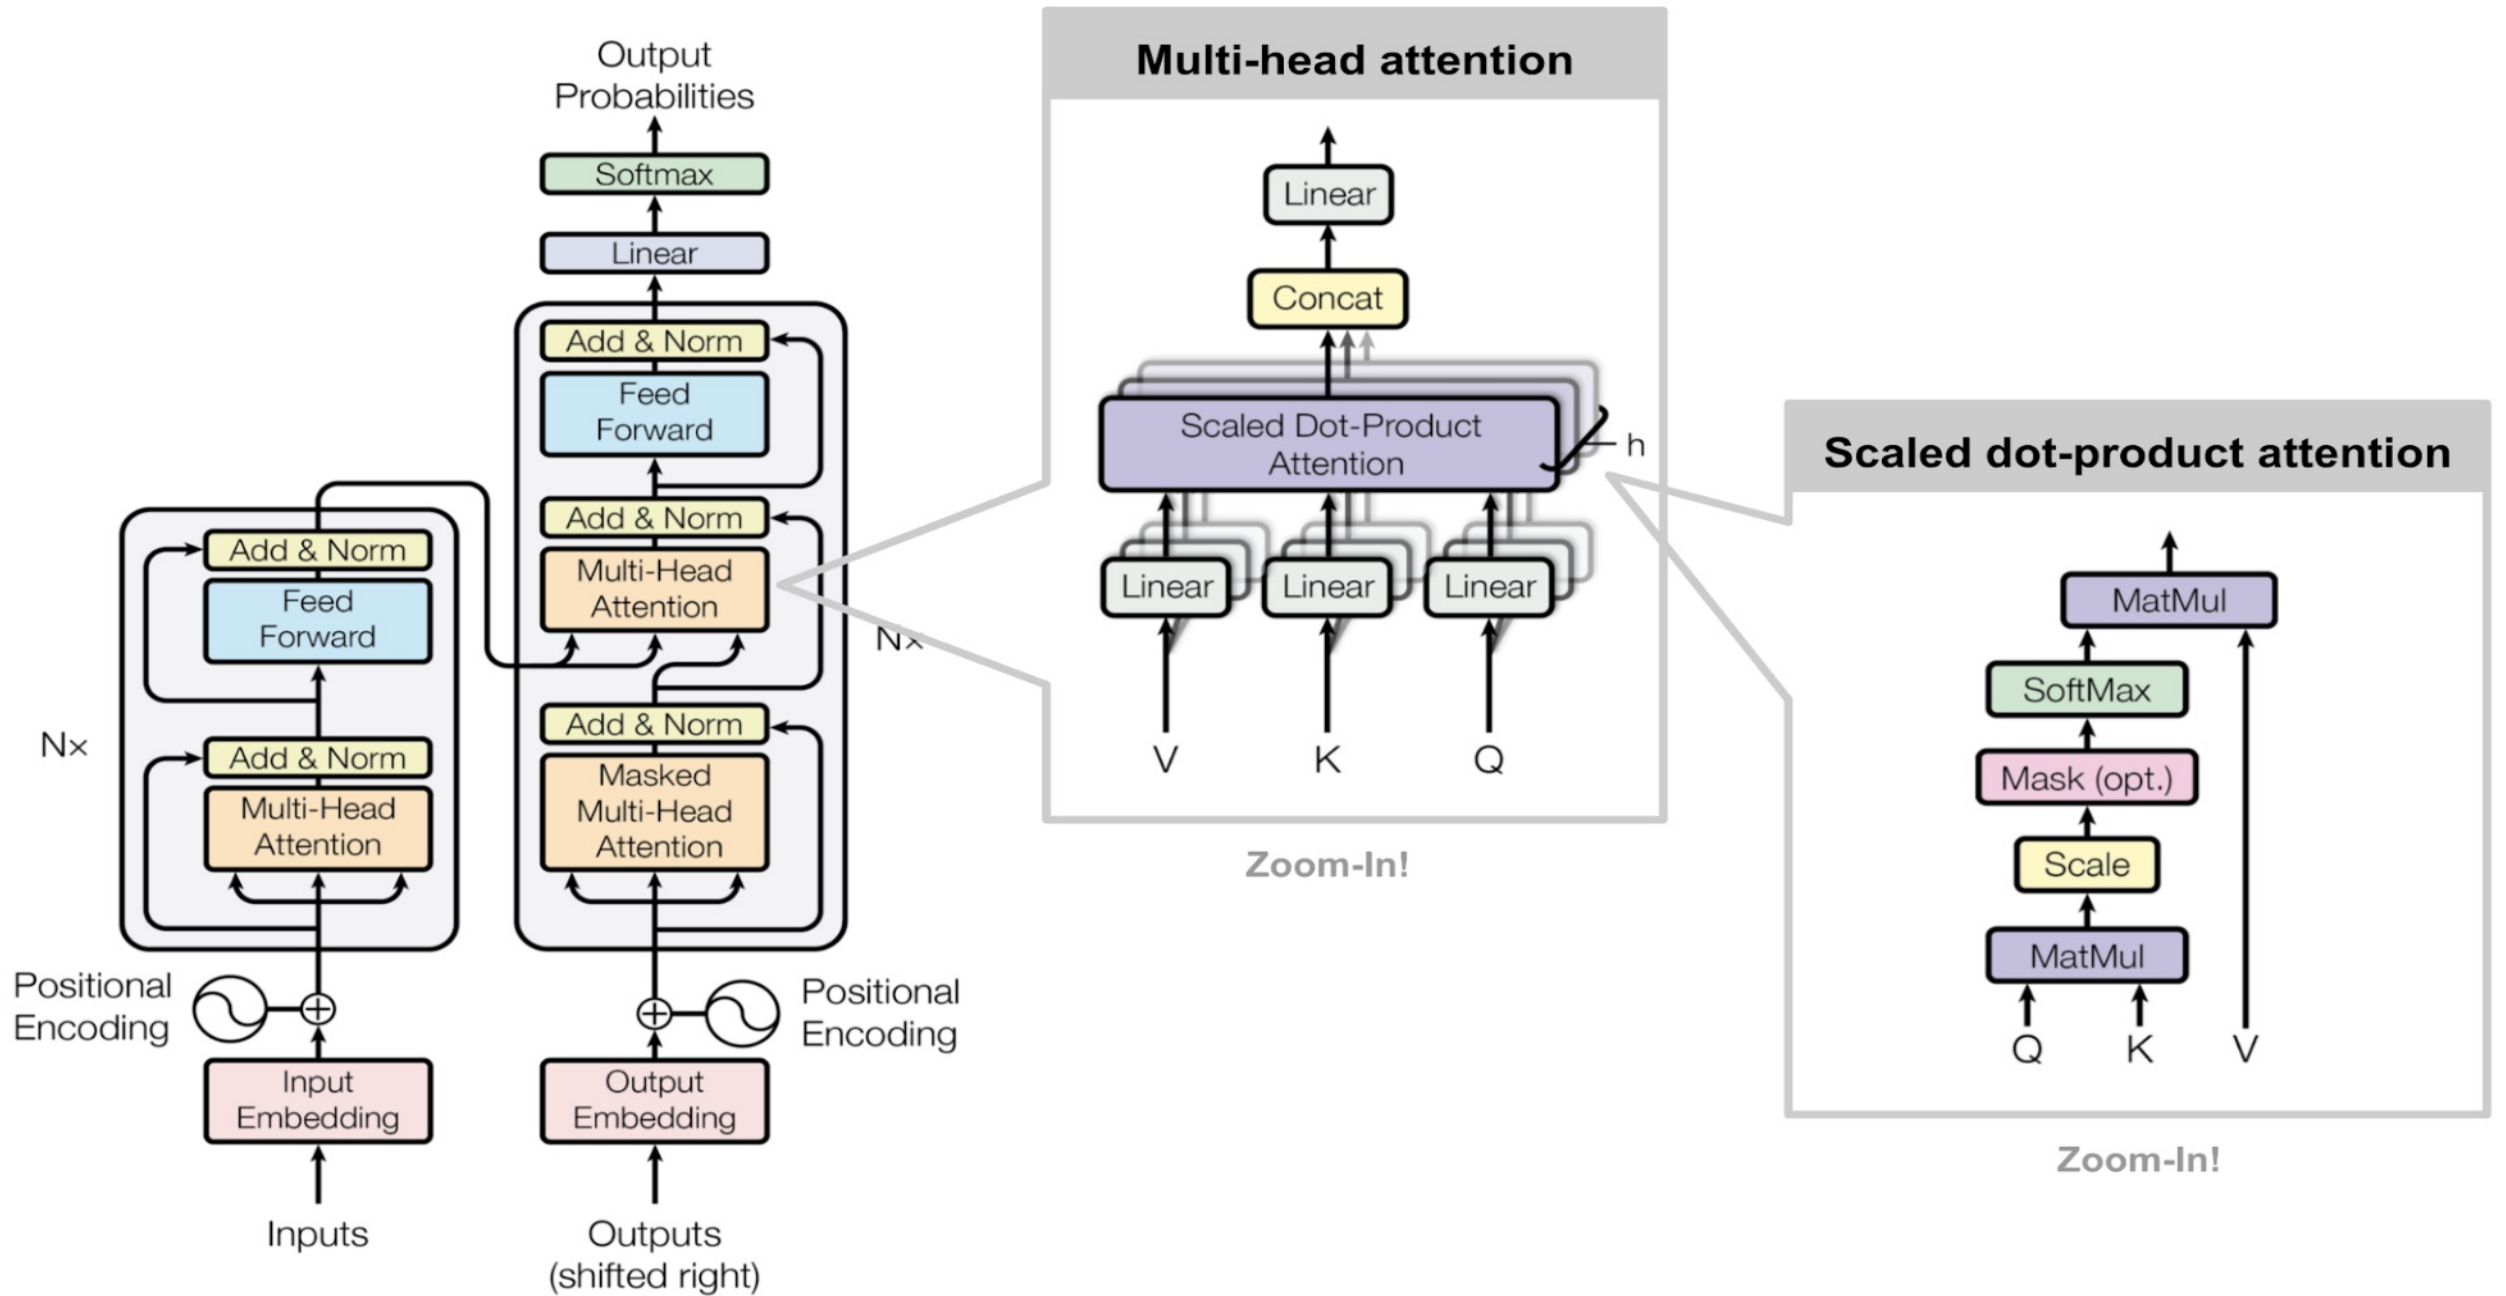 Output
Probabilities
Softmax
Linear
Add & Norm
Feed
Forward
Add & Norm
Multi-Head
Attention
N×
Add & Norm
Masked
Multi-Head
Attention
Add & Norm
Feed
Forward
N×
Add & Norm
Multi-Head
Attention
Positional
Encoding
Positional
Encoding
Input
Embedding
Output
Embedding
Inputs
Outputs
(shifted right)
Multi-head attention
Linear
Concat
Scaled Dot-Product
Attention
h
Linear
Linear
Linear
V
K
Q
Zoom-In!
Scaled dot-product attention
MatMul
SoftMax
Mask (opt.)
Scale
MatMul
Q
K
V
Zoom-In!